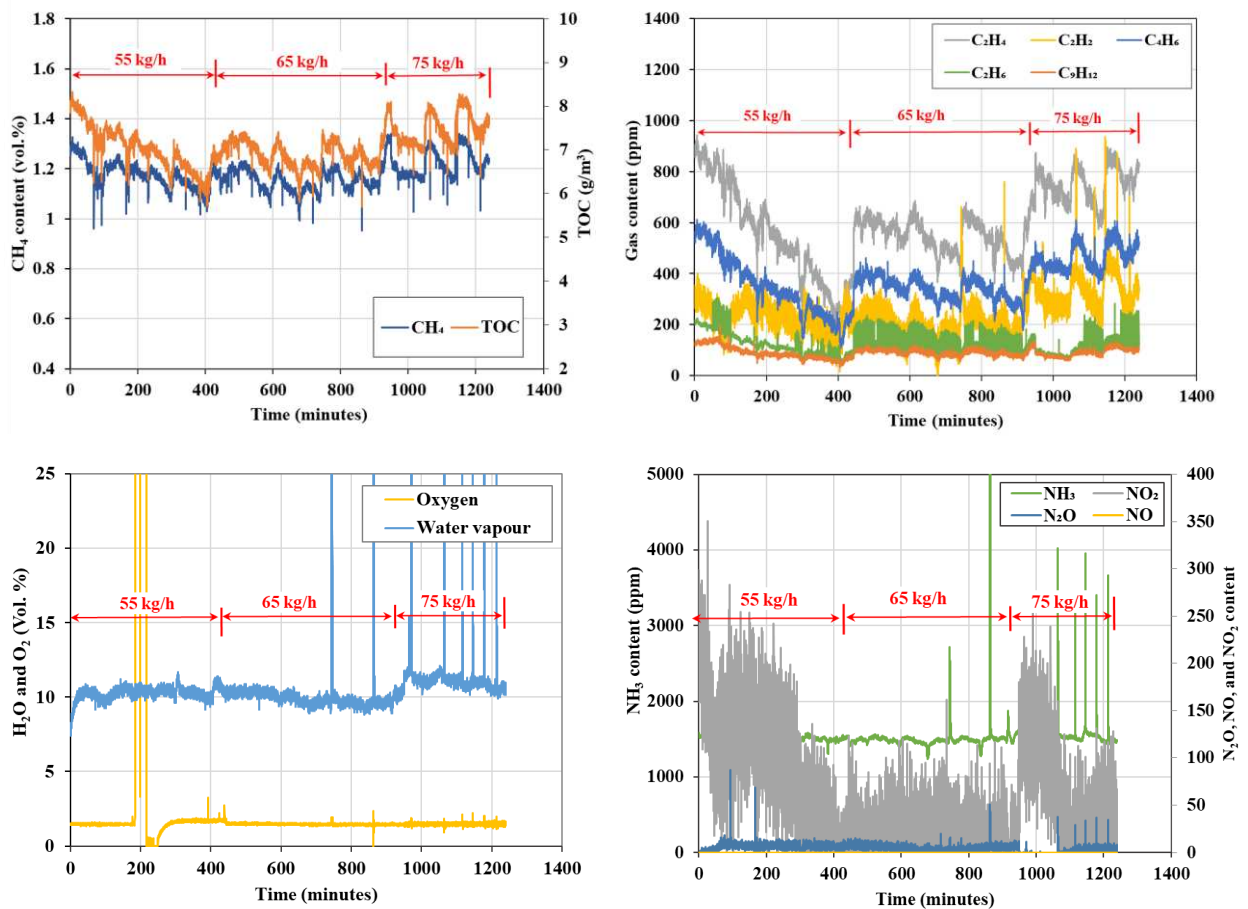 1.8
1.6
1.4
1.2
1
0.8
0.6
0.4
CH₄ content (vol.%)
10
9
8
7
6
5
4
3
2
TOC (g/m³)
55 kg/h
65 kg/h
75 kg/h
CH₄
TOC
0 200 400 600 800 1000 1200 1400
Time (minutes)
1400
1200
1000
800
600
400
200
0
Gas content (ppm)
C₂H₄ C₂H₂ C₄H₆
C₂H₆ C₉H₁₂
55 kg/h
65 kg/h
75 kg/h
0 200 400 600 800 1000 1200 1400
Time (minutes)
25
20
15
10
5
0
H₂O and O₂ (Vol. %)
Oxygen
Water vapour
55 kg/h
65 kg/h
75 kg/h
0 200 400 600 800 1000 1200 1400
Time (minutes)
5000
4000
3000
2000
1000
0
NH₃ content (ppm)
400
350
300
250
200
150
100
50
0
N₂O, NO, and NO₂ content
NH₃ NO₂
N₂O NO
55 kg/h
65 kg/h
75 kg/h
0 200 400 600 800 1000 1200 1400
Time (minutes)